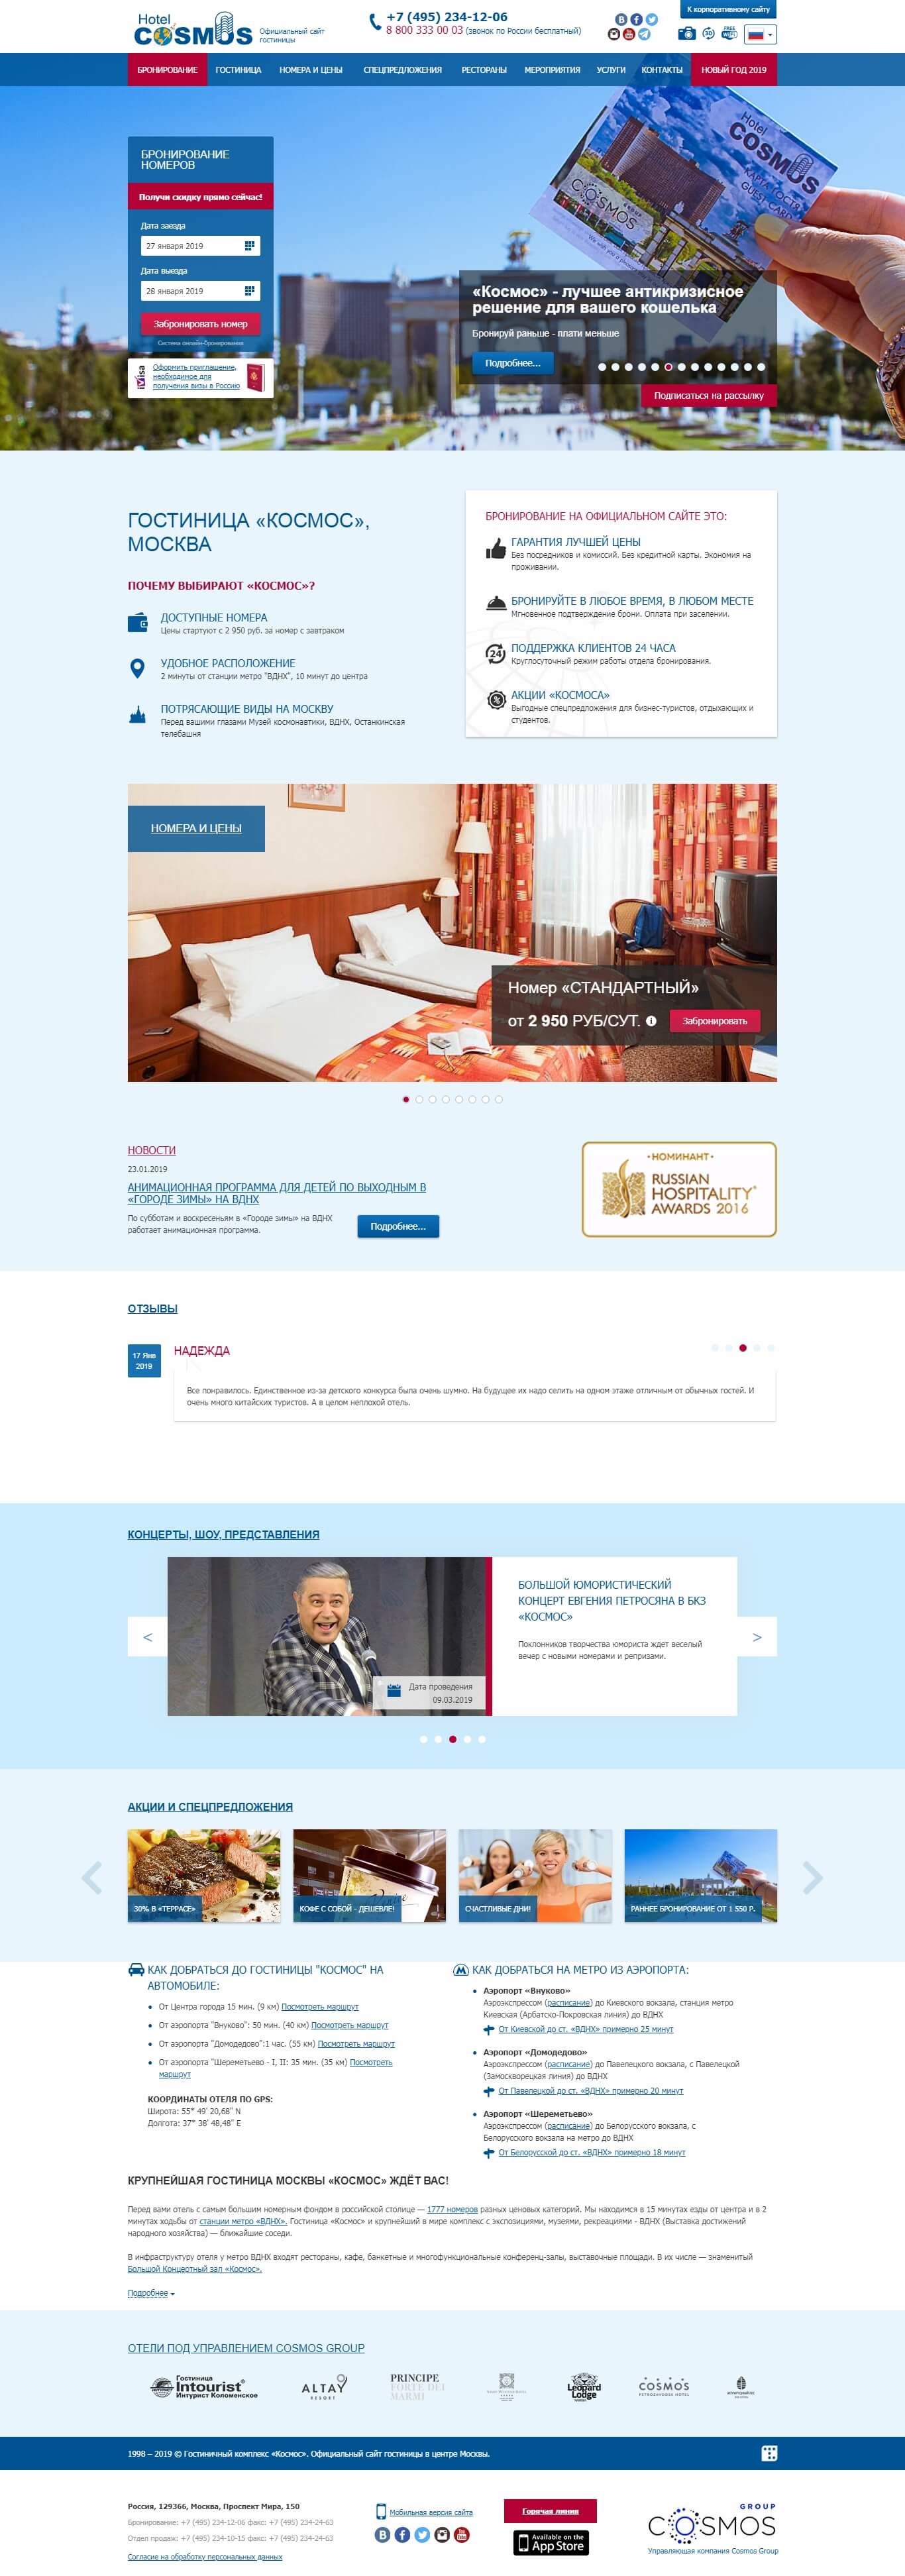 К корпоративному сайту
Hotel
COSMOS
Официальный сайт
гостиницы
+7 (495) 234-12-06
8 800 333 00 03 (звонок по России бесплатный)
БРОНИРОВАНИЕ
ГОСТИНИЦА
НОМЕРА И ЦЕНЫ
СПЕЦПРЕДЛОЖЕНИЯ
РЕСТОРАНЫ
МЕРОПРИЯТИЯ
УСЛУГИ
КОНТАКТЫ
НОВЫЙ ГОД 2019
БРОНИРОВАНИЕ
НОМЕРОВ
Получи скидку прямо сейчас!
Дата заезда
27 января 2019
Дата выезда
28 января 2019
Забронировать номер
Система онлайн-бронирования
Visa
Оформить приглашение,
необходимое для
получения визы в Россию
Hotel
COSMOS
КАРТА ГОСТЯ
GUEST CARD
COSMOS
GROUP
«Космос» - лучшее антикризисное
решение для вашего кошелька
Бронируй раньше - плати меньше
Подробнее...
Подписаться на рассылку
ГОСТИНИЦА «КОСМОС»,
МОСКВА
ПОЧЕМУ ВЫБИРАЮТ «КОСМОС»?
ДОСТУПНЫЕ НОМЕРА
Цены стартуют с 2 950 руб. за номер с завтраком
УДОБНОЕ РАСПОЛОЖЕНИЕ
2 минуты от станции метро "ВДНХ", 10 минут до центра
ПОТРЯСАЮЩИЕ ВИДЫ НА МОСКВУ
Перед вашими глазами Музей космонавтики, ВДНХ, Останкинская
телебашня
БРОНИРОВАНИЕ НА ОФИЦИАЛЬНОМ САЙТЕ ЭТО:
ГАРАНТИЯ ЛУЧШЕЙ ЦЕНЫ
Без посредников и комиссий. Без кредитной карты. Экономия на
проживании.
БРОНИРУЙТЕ В ЛЮБОЕ ВРЕМЯ, В ЛЮБОМ МЕСТЕ
Мгновенное подтверждение брони. Оплата при заселении.
24
ПОДДЕРЖКА КЛИЕНТОВ 24 ЧАСА
Круглосуточный режим работы отдела бронирования.
АКЦИИ «КОСМОСА»
Выгодные спецпредложения для бизнес-туристов, отдыхающих и
студентов.
НОМЕРА И ЦЕНЫ
Номер «СТАНДАРТНЫЙ»
от 2 950 РУБ/СУТ.
Забронировать
НОВОСТИ
23.01.2019
АНИМАЦИОННАЯ ПРОГРАММА ДЛЯ ДЕТЕЙ ПО ВЫХОДНЫМ В
«ГОРОДЕ ЗИМЫ» НА ВДНХ
По субботам и воскресеньям в «Городе зимы» на ВДНХ
работает анимационная программа.
Подробнее...
НОМИНАНТ
RUSSIAN
HOSPITALITY
AWARDS 2016
ОТЗЫВЫ
17 Янв
2019
НАДЕЖДА
Все понравилось. Единственное из-за детского конкурса было очень шумно. На будущее их надо селить на одном этаже отличным от обычных гостей. И
очень много китайских туристов. А в целом неплохой отель.
КОНЦЕРТЫ, ШОУ, ПРЕДСТАВЛЕНИЯ
<
>
Дата проведения
09.03.2019
БОЛЬШОЙ ЮМОРИСТИЧЕСКИЙ
КОНЦЕРТ ЕВГЕНИЯ ПЕТРОСЯНА В БКЗ
«КОСМОС»
Поклонников творчества юмориста ждет веселый
вечер с новыми номерами и репризами.
АКЦИИ И СПЕЦПРЕДЛОЖЕНИЯ
30% В «ТЕРРАСЕ»
КОФЕ С СОБОЙ - ДЕШЕВЛЕ!
СЧАСТЛИВЫЕ ДНИ!
РАННЕЕ БРОНИРОВАНИЕ ОТ 1 550 Р.
КАК ДОБРАТЬСЯ ДО ГОСТИНИЦЫ "КОСМОС" НА
АВТОМОБИЛЕ:
От Центра города 15 мин. (9 км) Посмотреть маршрут
От аэропорта "Внуково": 50 мин. (40 км) Посмотреть маршрут
От аэропорта "Домодедово":1 час. (55 км) Посмотреть маршрут
От аэропорта "Шереметьево - I, II: 35 мин. (35 км) Посмотреть
маршрут
КООРДИНАТЫ ОТЕЛЯ ПО GPS:
Широта: 55° 49' 20,68" N
Долгота: 37° 38' 48,48" E
КАК ДОБРАТЬСЯ НА МЕТРО ИЗ АЭРОПОРТА:
Аэропорт «Внуково»
Аэроэкспрессом (расписание) до Киевского вокзала, станция метро
Киевская (Арбатско-Покровская линия) до ВДНХ
От Киевской до ст. «ВДНХ» примерно 25 минут
Аэропорт «Домодедово»
Аэроэкспрессом (расписание) до Павелецкого вокзала, с Павелецкой
(Замоскворецкая линия) до ВДНХ
От Павелецкой до ст. «ВДНХ» примерно 20 минут
Аэропорт «Шереметьево»
Аэроэкспрессом (расписание) до Белорусского вокзала, с
Белорусского вокзала на метро до ВДНХ
От Белорусской до ст. «ВДНХ» примерно 18 минут
КРУПНЕЙШАЯ ГОСТИНИЦА МОСКВЫ «КОСМОС» ЖДЁТ ВАС!
Перед вами отель с самым большим номерным фондом в российской столице — 1777 номеров разных ценовых категорий. Мы находимся в 15 минутах езды от центра и в 2
минутах ходьбы от станции метро «ВДНХ». Гостиница «Космос» и крупнейший в мире комплекс с экспозициями, музеями, рекреациями - ВДНХ (Выставка достижений
народного хозяйства) — ближайшие соседи.
В инфраструктуру отеля у метро ВДНХ входят рестораны, кафе, банкетные и многофункциональные конференц-залы, выставочные площади. В их числе — знаменитый
Большой Концертный зал «Космос».
Подробнее
ОТЕЛИ ПОД УПРАВЛЕНИЕМ COSMOS GROUP
Гостиница
Intourist
Интурист Коломенское
ALTAY
RESORT
PRINCIPE
FORTE DEI
MARMI
Leopard
Lodge
COSMOS
PETROZAVODSK HOTEL
1998 – 2019 © Гостиничный комплекс «Космос». Официальный сайт гостиницы в центре Москвы.
Россия, 129366, Москва, Проспект Мира, 150
Бронирование: +7 (495) 234-12-06 факс: +7 (495) 234-24-63
Отдел продаж: +7 (495) 234-10-15 факс: +7 (495) 234-24-63
Согласие на обработку персональных данных
Мобильная версия сайта
Горячая линия
Available on the
App Store
GROUP
COSMOS
Управляющая компания Cosmos Group